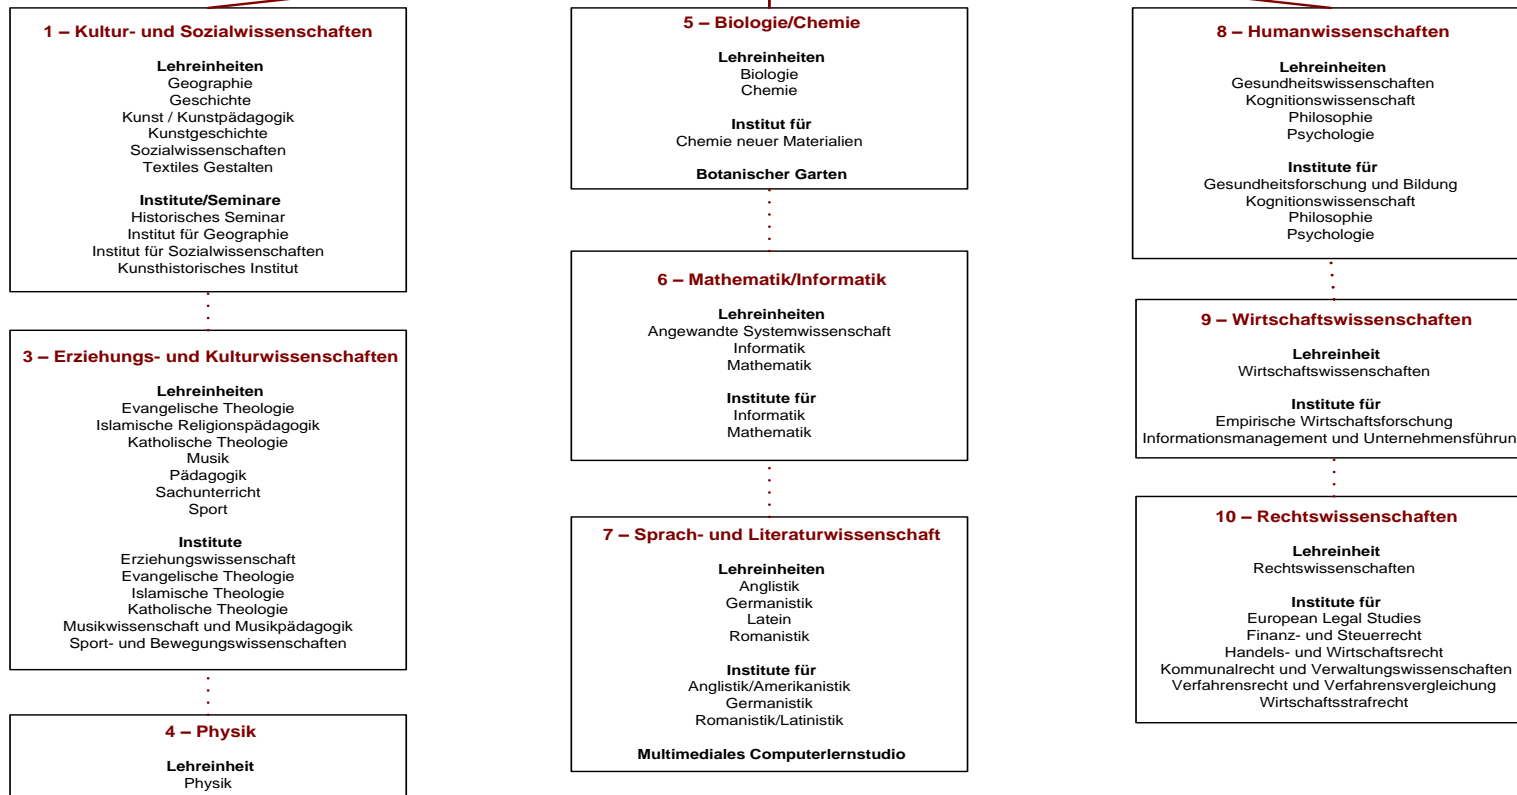 1 – Kultur- und Sozialwissenschaften
Lehreinheiten
Geographie
Geschichte
Kunst / Kunstpädagogik
Kunstgeschichte
Sozialwissenschaften
Textiles Gestalten
Institute/Seminare
Historisches Seminar
Institut für Geographie
Institut für Sozialwissenschaften
Kunsthistorisches Institut
3 – Erziehungs- und Kulturwissenschaften
Lehreinheiten
Evangelische Theologie
Islamische Religionspädagogik
Katholische Theologie
Musik
Pädagogik
Sachunterricht
Sport
Institute
Erziehungswissenschaft
Evangelische Theologie
Islamische Theologie
Katholische Theologie
Musikwissenschaft und Musikpädagogik
Sport- und Bewegungswissenschaften
4 – Physik
Lehreinheit
Physik
5 – Biologie/Chemie
Lehreinheiten
Biologie
Chemie
Institut für
Chemie neuer Materialien
Botanischer Garten
6 – Mathematik/Informatik
Lehreinheiten
Angewandte Systemwissenschaft
Informatik
Mathematik
Institute für
Informatik
Mathematik
7 – Sprach- und Literaturwissenschaft
Lehreinheiten
Anglistik
Germanistik
Latein
Romanistik
Institute für
Anglistik/Amerikanistik
Germanistik
Romanistik/Latinistik
Multimediales Computerlernstudio
8 – Humanwissenschaften
Lehreinheiten
Gesundheitswissenschaften
Kognitionswissenschaft
Philosophie
Psychologie
Institute für
Gesundheitsforschung und Bildung
Kognitionswissenschaft
Philosophie
Psychologie
9 – Wirtschaftswissenschaften
Lehreinheit
Wirtschaftswissenschaften
Institute für
Empirische Wirtschaftsforschung
Informationsmanagement und Unternehmensführun
10 – Rechtswissenschaften
Lehreinheit
Rechtswissenschaften
Institute für
European Legal Studies
Finanz- und Steuerrecht
Handels- und Wirtschaftsrecht
Kommunalrecht und Verwaltungswissenschaften
Verfahrensrecht und Verfahrensvergleichung
Wirtschaftsstrafrecht